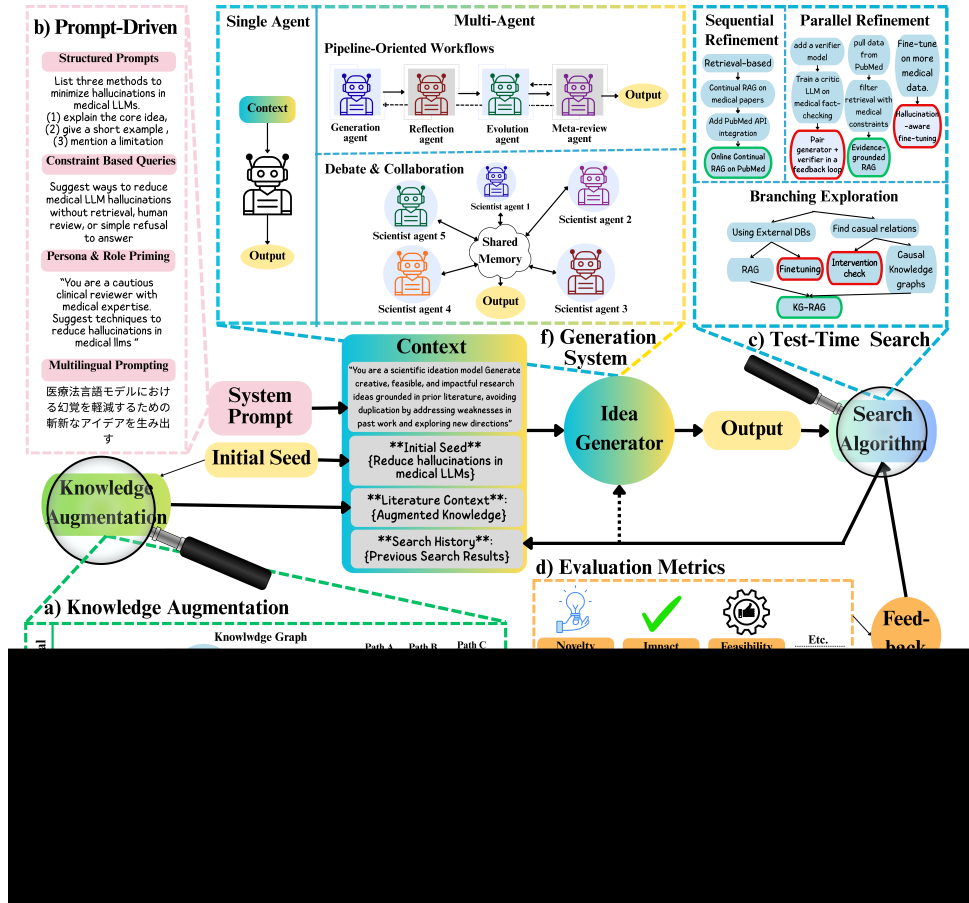 b) Prompt-Driven
Structured Prompts
List three methods to
minimize hallucinations in
medical LLMs.
(1) explain the core idea,
(2) give a short example ,
(3) mention a limitation
Constraint Based Queries
Suggest ways to reduce
medical LLM hallucinations
without retrieval, human
review, or simple refusal
to answer
Persona & Role Priming
“You are a cautious
clinical reviewer with
medical expertise.
Suggest techniques to
reduce hallucinations in
medical llms ”
Multilingual Prompting
医療法言語モデルにおけ
る幻覚を軽減するための
斬新なアイデアを生み出
す
Single Agent
Context
Output
Multi-Agent
Pipeline-Oriented Workflows
Generation
agent
Reflection
agent
Evolution
agent
Meta-review
agent
Output
Debate & Collaboration
Scientist agent 1
Scientist agent 2
Scientist agent 5
Shared
Memory
Scientist agent 4
Output
Scientist agent 3
Sequential
Refinement
Retrieval-based
Continual RAG on
medical papers
Add PubMed API
integration
Online Continual
RAG on PubMed
Parallel Refinement
add a verifier
model
Train a critic
LLM on
medical fact-
checking
Pair
generator +
verifier in a
feedback loop
pull data
from
PubMed
filter
retrieval with
medical
constraints
Evidence-
grounded
RAG
Fine-tune
on more
medical
data.
Hallucination
-aware
fine-tuning
Branching Exploration
Using External DBs
Find casual relations
RAG
Finetuning
Intervention
check
Causal
Knowledge
graphs
KG-RAG
f) Generation
System
c) Test-Time Search
System
Prompt
Initial Seed
Knowledge
Augmentation
Context
"You are a scientific ideation model Generate
creative, feasible, and impactful research
ideas grounded in prior literature, avoiding
duplication by addressing weaknesses in
past work and exploring new directions”
**Initial Seed**
{Reduce hallucinations in
medical LLMs}
**Literature Context**:
{Augmented Knowledge}
**Search History**:
{Previous Search Results}
Idea
Generator
Output
Search
Algorithm
a) Knowledge Augmentation
Knowlwdge Graph
Path A
Path B
Path C
d) Evaluation Metrics
Novelty
Impact
Feasibility
Etc.
Feed-
back